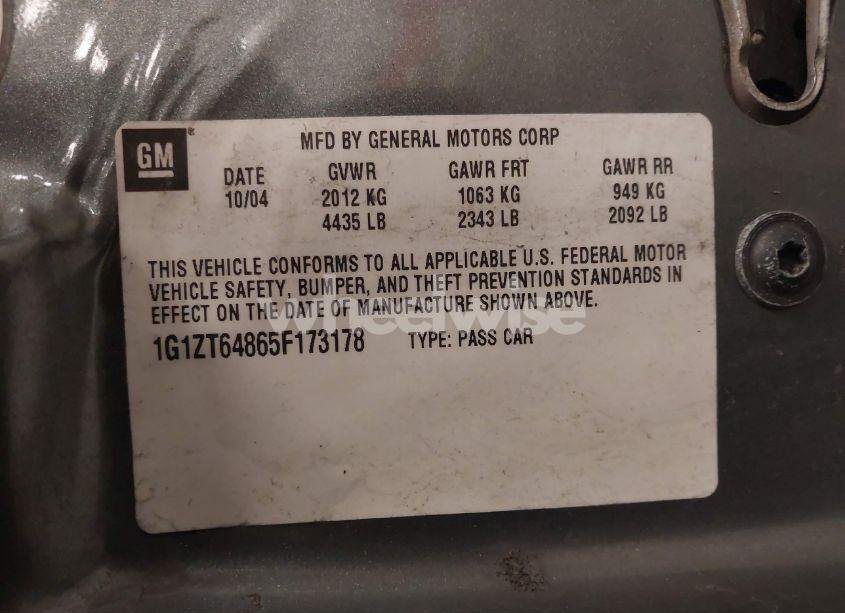 GM
MFD BY GENERAL MOTORS CORP
DATE GVWR GAWR FRT GAWR RR
10/04 2012 KG 1063 KG 949 KG
4435 LB 2343 LB 2092 LB
THIS VEHICLE CONFORMS TO ALL APPLICABLE U.S. FEDERAL MOTOR
VEHICLE SAFETY, BUMPER, AND THEFT PREVENTION STANDARDS IN
EFFECT ON THE DATE OF MANUFACTURE SHOWN ABOVE.
wheelwise
1G1ZT64865F173178 TYPE: PASS CAR